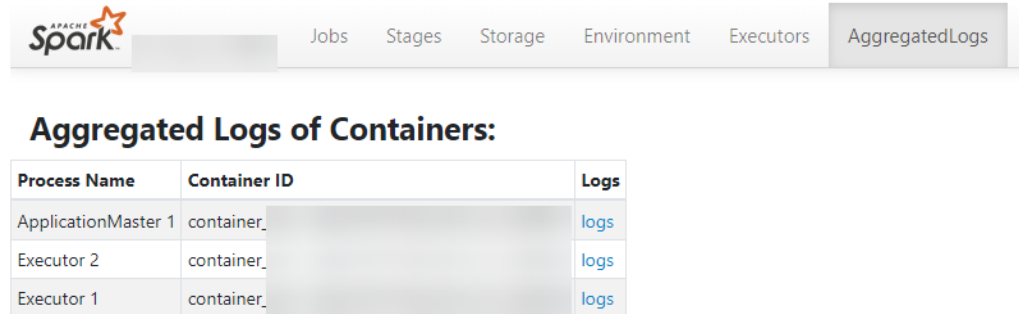 APACHE
Spark Jobs Stages Storage Environment Executors AggregatedLogs
Aggregated Logs of Containers:
Process Name Container ID Logs
ApplicationMaster 1 container_ logs
Executor 2 container_ logs
Executor 1 container_ logs